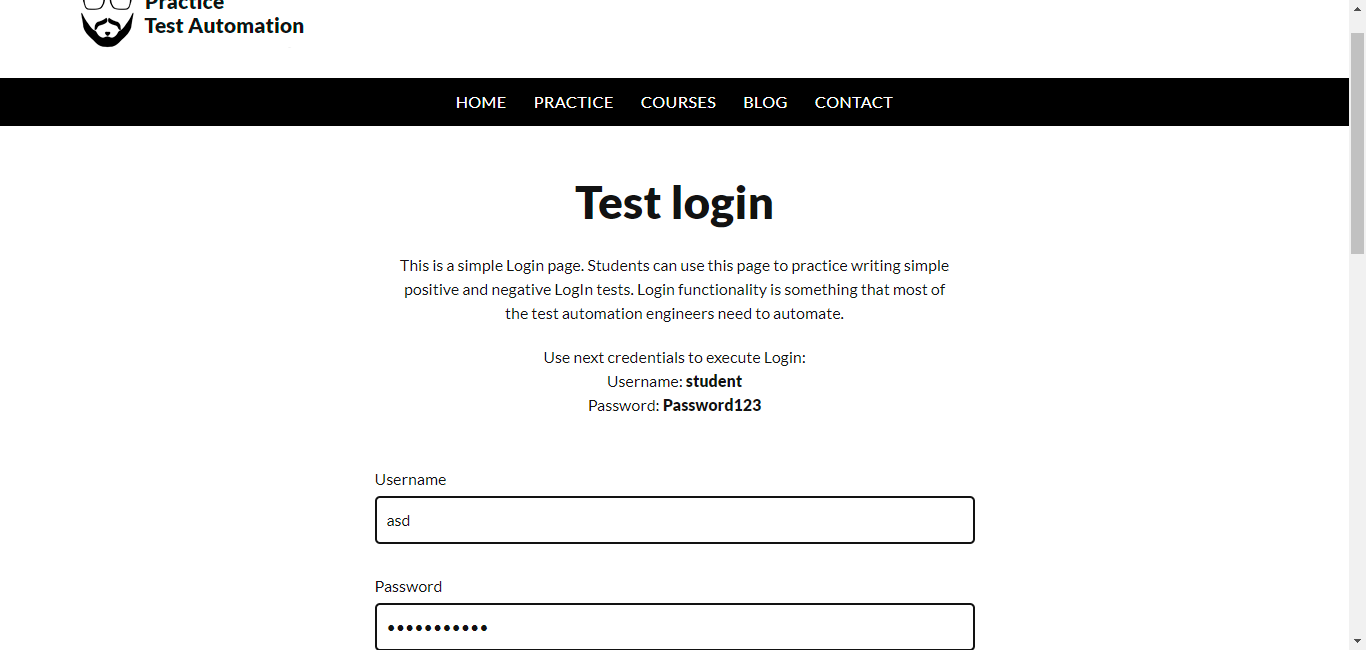 Practice
Test Automation
HOME PRACTICE COURSES BLOG CONTACT
Test login
This is a simple Login page. Students can use this page to practice writing simple
positive and negative LogIn tests. Login functionality is something that most of
the test automation engineers need to automate.
Use next credentials to execute Login:
Username: student
Password: Password123
Username
asd
Password
•••••••••••